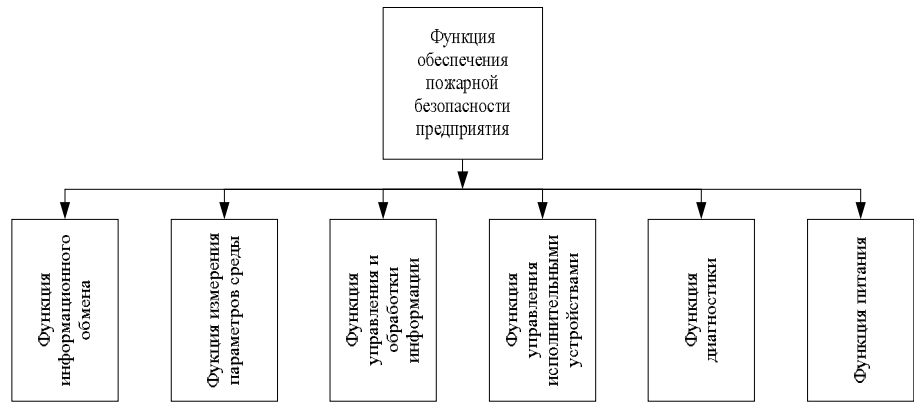 Функция
обеспечения
пожарной
безопасности
предприятия
Функция
информационного
обмена
Фукция измерения
параметров среды
Функция
управления и
обработки
информации
Функция
управления
исполнительными
устройствами
Функция
диагностики
Функция питания